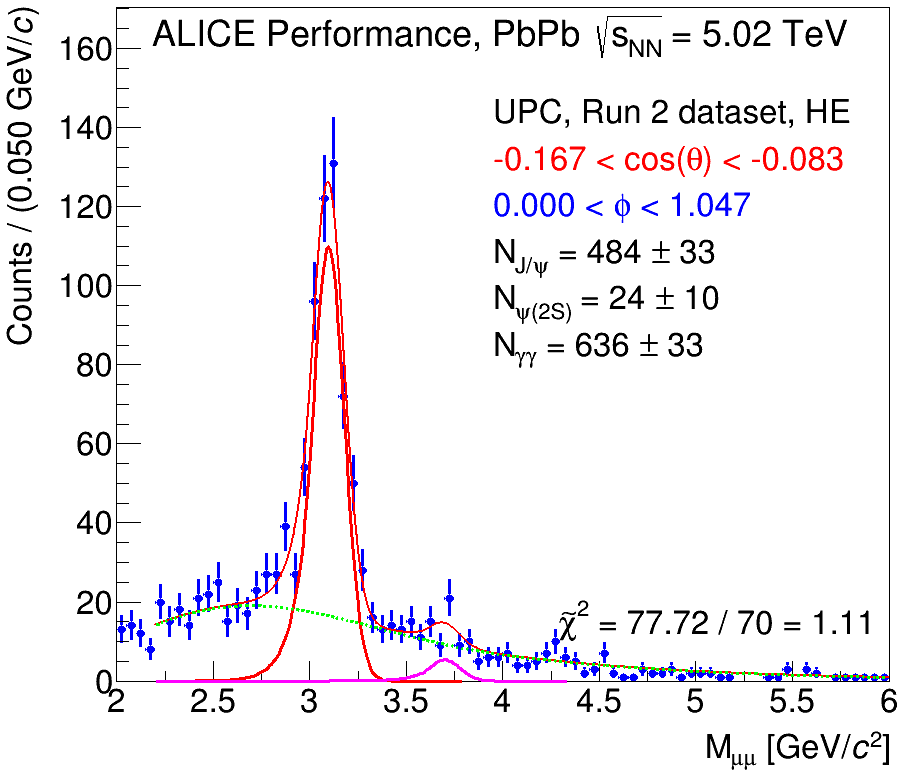 ALICE Performance, PbPb √s_NN = 5.02 TeV
UPC, Run 2 dataset, HE
-0.167 < cos(θ) < -0.083
0.000 < ϕ < 1.047
N_J/ψ = 484 ± 33
N_ψ(2S) = 24 ± 10
N_γγ = 636 ± 33
χ̃² = 77.72 / 70 = 1.11
Counts / (0.050 GeV/c)
160
140
120
100
80
60
40
20
0
2 2.5 3 3.5 4 4.5 5 5.5 6
M_μμ [GeV/c²]